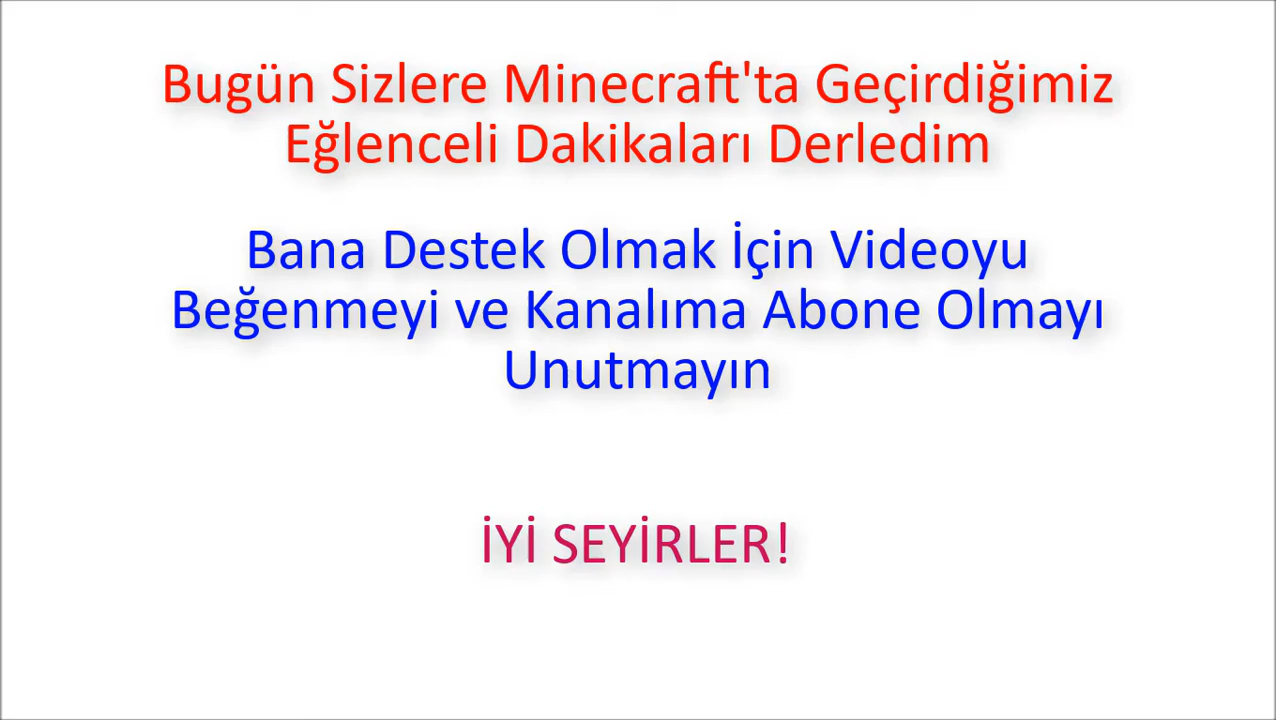 Bugün Sizlere Minecraft'ta Geçirdiğimiz
Eğlenceli Dakikaları Derledim
Bana Destek Olmak İçin Videoyu
Beğenmeyi ve Kanalıma Abone Olmayı
Unutmayın
İYİ SEYİRLER!